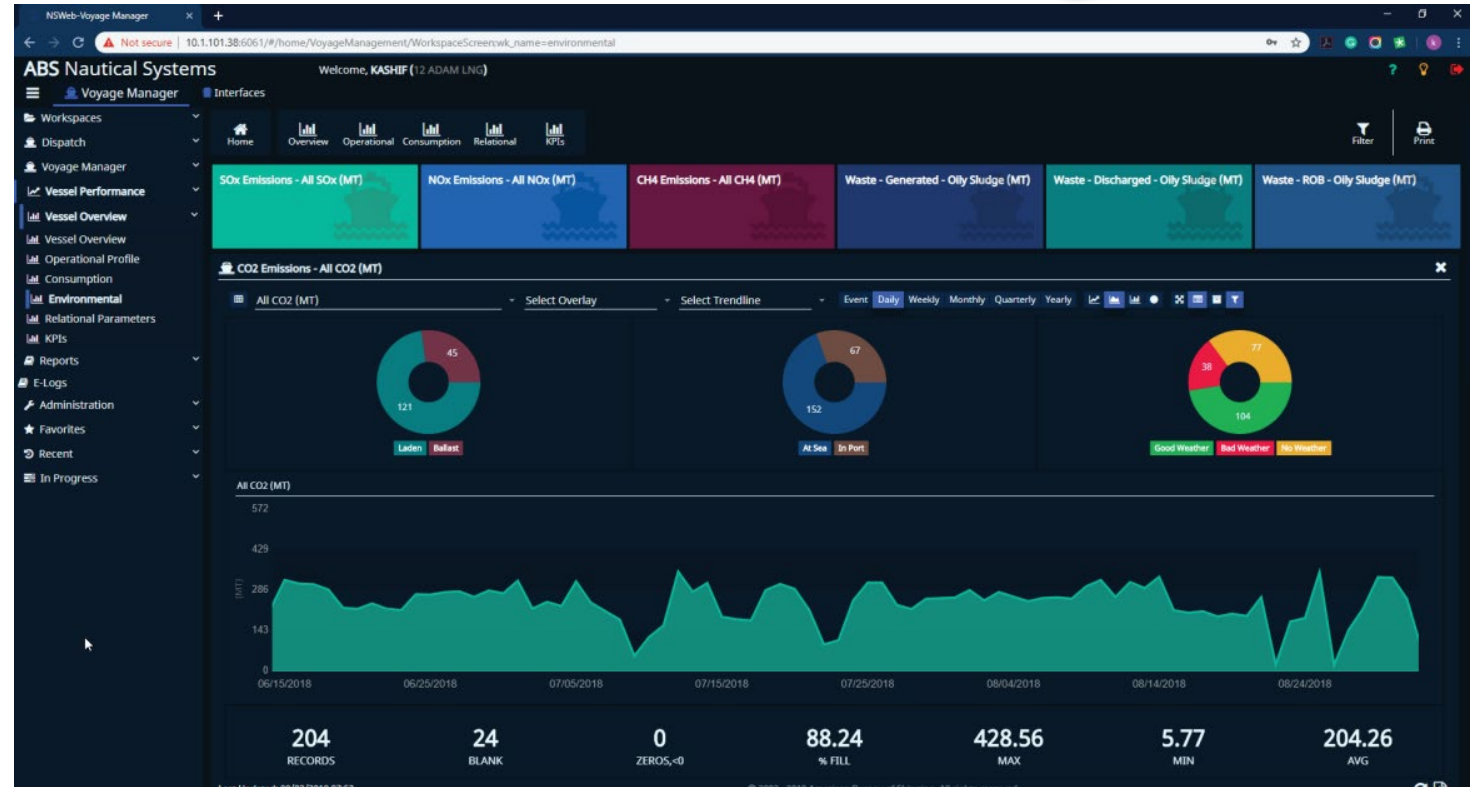 NSWeb-Voyage Manager
Not secure 10.1.101.38:6061/#/home/VoyageManagement/WorkspaceScreen;wk_name=environmental
ABS Nautical Systems
Welcome, KASHIF (12 ADAM LNG)
Voyage Manager
Interfaces
Workspaces
Dispatch
Voyage Manager
Vessel Performance
Vessel Overview
Vessel Overview
Operational Profile
Consumption
Environmental
Relational Parameters
KPIs
Reports
E-Logs
Administration
Favorites
Recent
In Progress
Home Overview Operational Consumption Relational KPIs
Filter Print
SOx Emissions - All SOx (MT)
NOx Emissions - All NOx (MT)
CH4 Emissions - All CH4 (MT)
Waste - Generated - Oily Sludge (MT)
Waste - Discharged - Oily Sludge (MT)
Waste - ROB - Oily Sludge (MT)
CO2 Emissions - All CO2 (MT)
All CO2 (MT) Select Overlay Select Trendline Event Daily Weekly Monthly Quarterly Yearly
45
121
Laden Ballast
67
152
At Sea In Port
77
38
104
Good Weather Bad Weather No Weather
All CO2 (MT)
572
429
286
143
0
(MT)
06/15/2018 06/25/2018 07/05/2018 07/15/2018 07/25/2018 08/04/2018 08/14/2018 08/24/2018
204 24 0 88.24 428.56 5.77 204.26
RECORDS BLANK ZEROS,<0 % FILL MAX MIN AVG